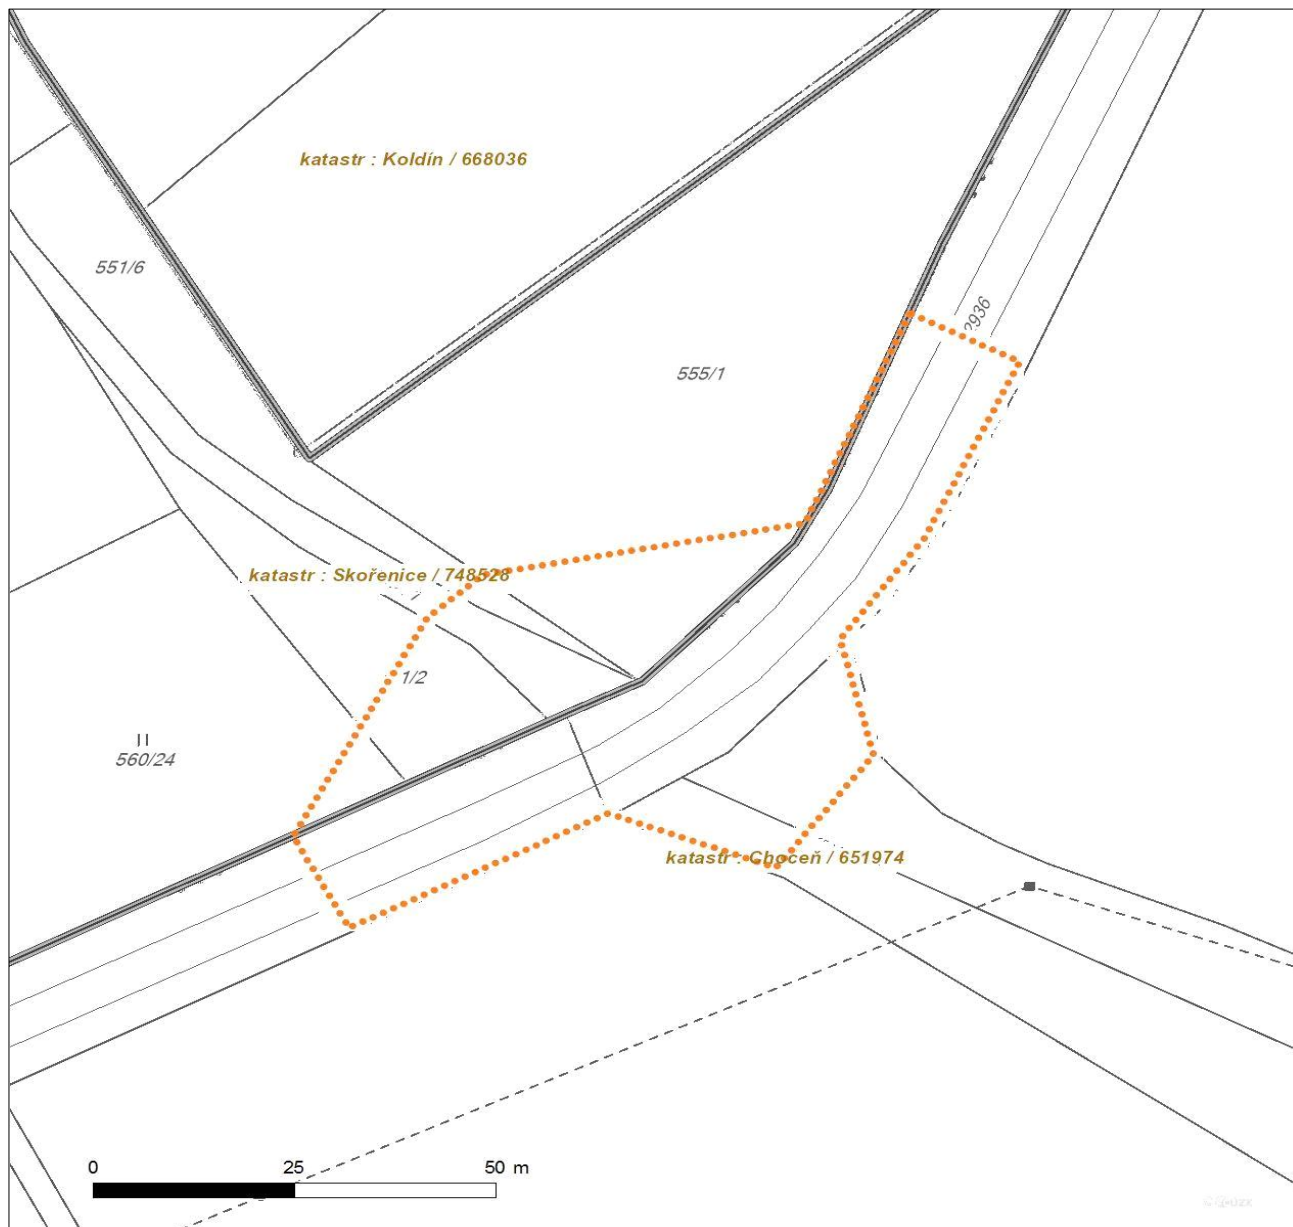 katastr : Koldín / 668036
551/6
2936
555/1
katastr : Skořenice / 748528
1/2
560/24
katastr : Choceň / 651974
0 25 50 m